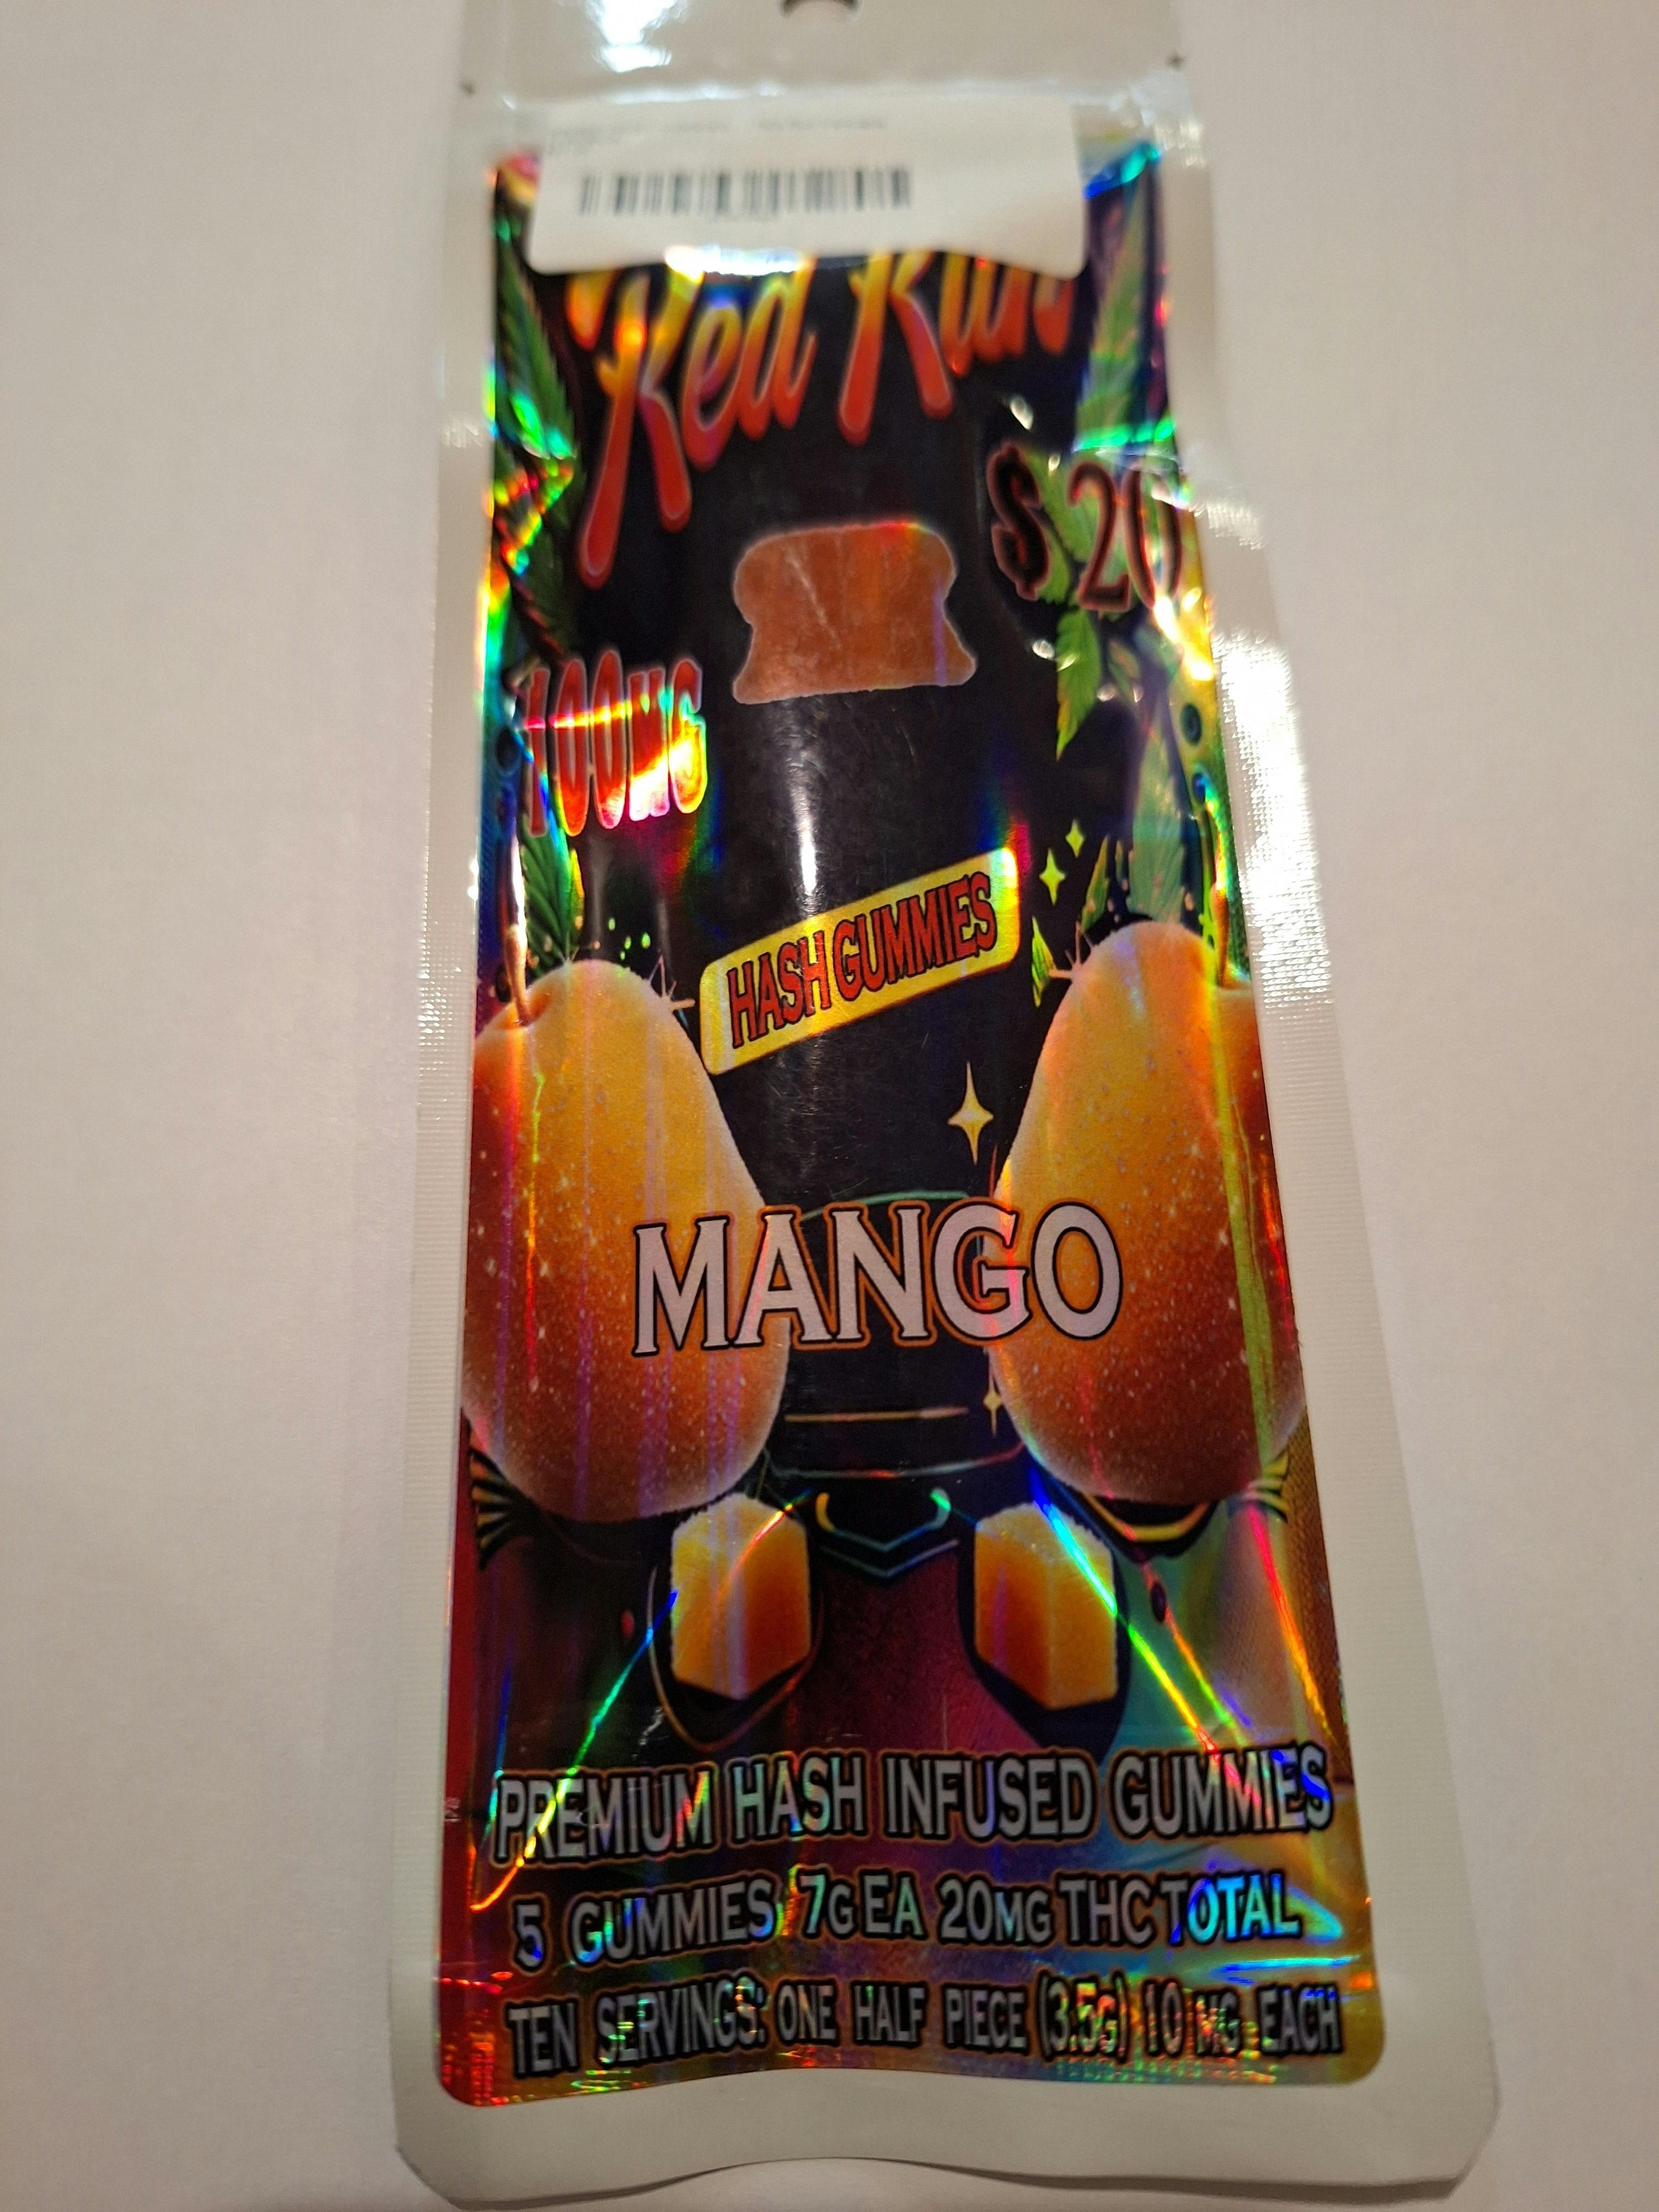 Red Run
$20
100MG
HASH GUMMIES
MANGO
PREMIUM HASH INFUSED GUMMIES
5 GUMMIES 7G EA 20MG THC TOTAL
TEN SERVINGS: ONE HALF PIECE (3.5G) 10 MG EACH